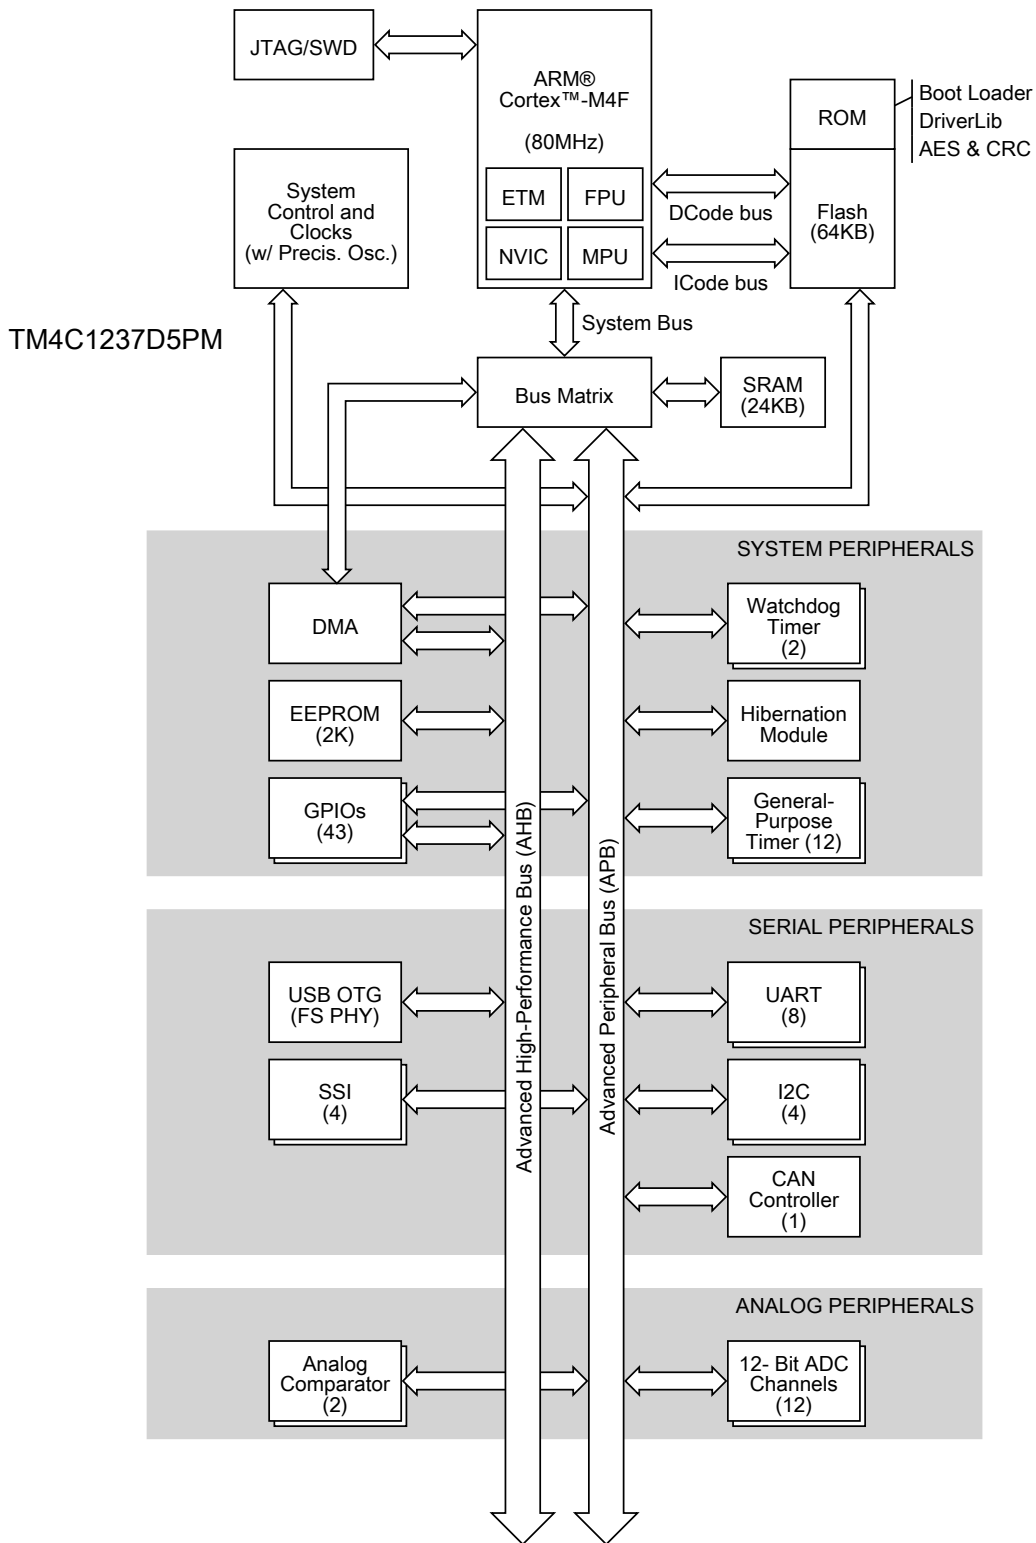 JTAG/SWD
ARM®
Cortex™-M4F
(80MHz)
ETM
FPU
NVIC
MPU
ROM
Boot Loader
DriverLib
AES & CRC
Flash
(64KB)
DCode bus
ICode bus
System
Control and
Clocks
(w/ Precis. Osc.)
TM4C1237D5PM
System Bus
Bus Matrix
SRAM
(24KB)
SYSTEM PERIPHERALS
DMA
Watchdog
Timer
(2)
EEPROM
(2K)
Hibernation
Module
GPIOs
(43)
General-
Purpose
Timer (12)
Advanced High-Performance Bus (AHB)
Advanced Peripheral Bus (APB)
SERIAL PERIPHERALS
USB OTG
(FS PHY)
UART
(8)
SSI
(4)
I2C
(4)
CAN
Controller
(1)
ANALOG PERIPHERALS
Analog
Comparator
(2)
12- Bit ADC
Channels
(12)